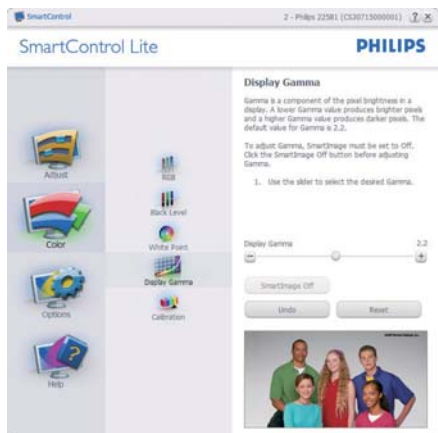 SmartControl
2 - Philips 225B1 (CS30715000001)
SmartControl Lite
PHILIPS
Adjust
Color
Options
Help
RGB
Black Level
White Point
Display Gamma
Calibration
Display Gamma
Gamma is a component of the pixel brightness in a
display. A lower Gamma value produces brighter pixels
and a higher Gamma value produces darker pixels. The
default value for Gamma is 2.2.
To adjust Gamma, SmartImage must be set to Off.
Click the SmartImage Off button before adjusting
Gamma.
1. Use the slider to select the desired Gamma.
Display Gamma
2.2
SmartImage Off
Undo
Reset